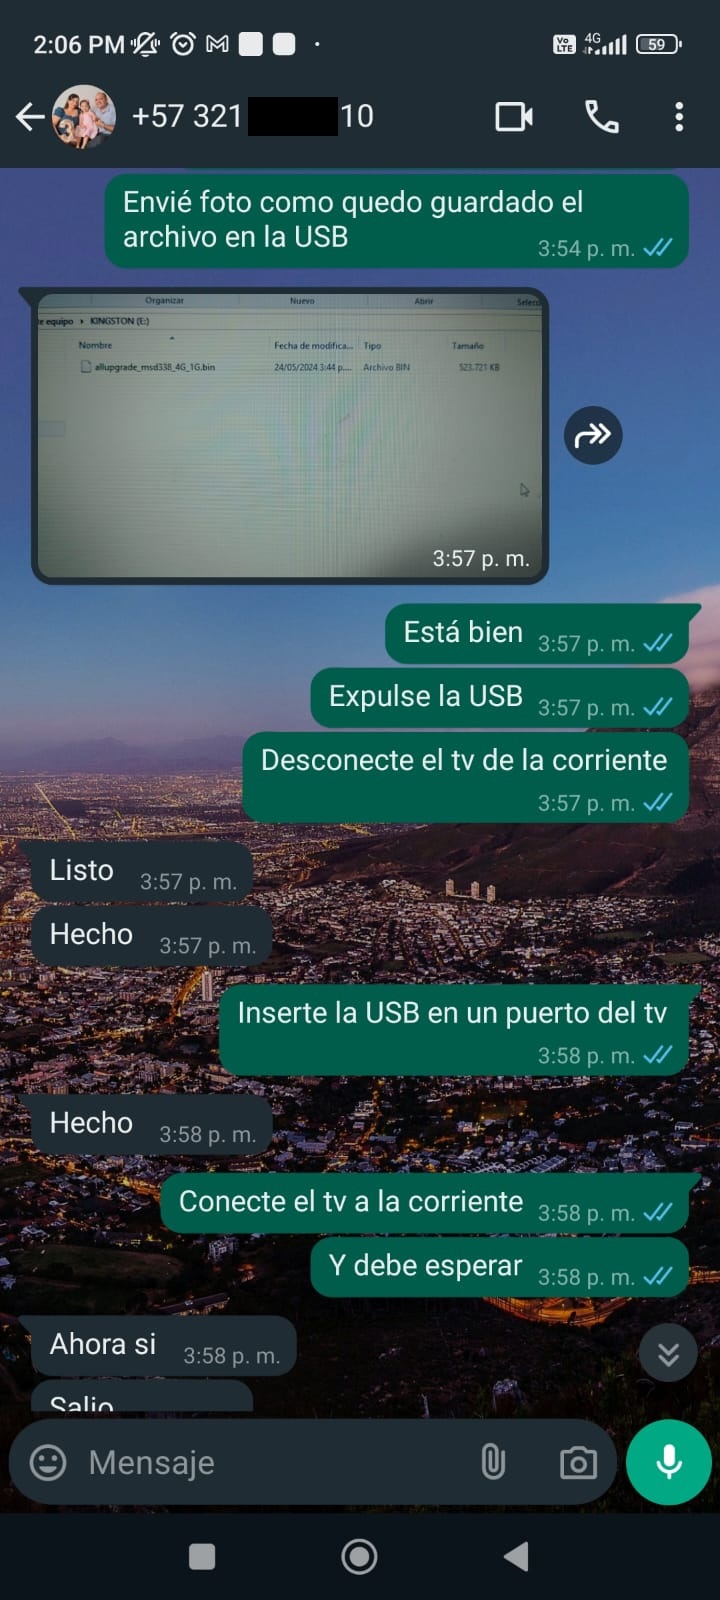 2:06 PM
Vo LTE 4G 59
+57 321 10
Envié foto como quedo guardado el
archivo en la USB
3:54 p. m.
Organizar Nuevo Abrir Selecc
te equipo › KINGSTON (E:)
Nombre Fecha de modifica... Tipo Tamaño
allupgrade_msd338_4G_1G.bin 24/05/2024 3:44 p.... Archivo BIN 523.721 KB
3:57 p. m.
Está bien 3:57 p. m.
Expulse la USB 3:57 p. m.
Desconecte el tv de la corriente
3:57 p. m.
Listo 3:57 p. m.
Hecho 3:57 p. m.
Inserte la USB en un puerto del tv
3:58 p. m.
Hecho 3:58 p. m.
Conecte el tv a la corriente 3:58 p. m.
Y debe esperar 3:58 p. m.
Ahora si 3:58 p. m.
Salio
Mensaje